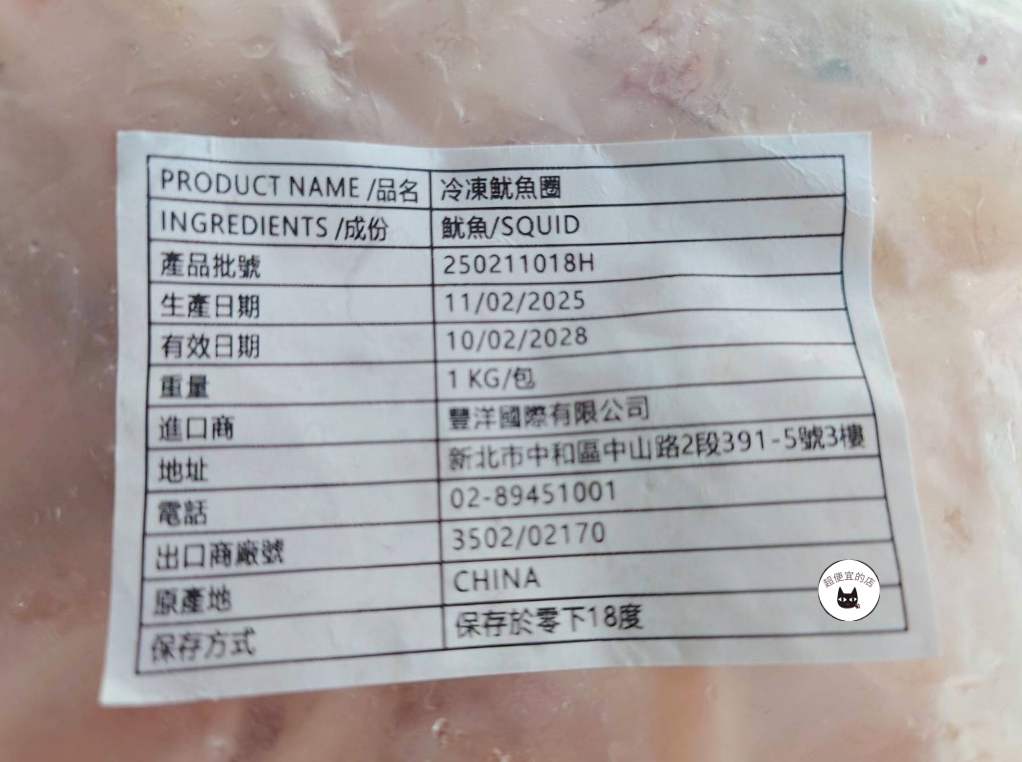 PRODUCT NAME /品名 冷凍魷魚圈
INGREDIENTS /成份 魷魚/SQUID
產品批號 250211018H
生產日期 11/02/2025
有效日期 10/02/2028
重量 1 KG/包
進口商 豐洋國際有限公司
地址 新北市中和區中山路2段391-5號3樓
電話 02-89451001
出口商廠號 3502/02170
原產地 CHINA
保存方式 保存於零下18度
超便宜的店